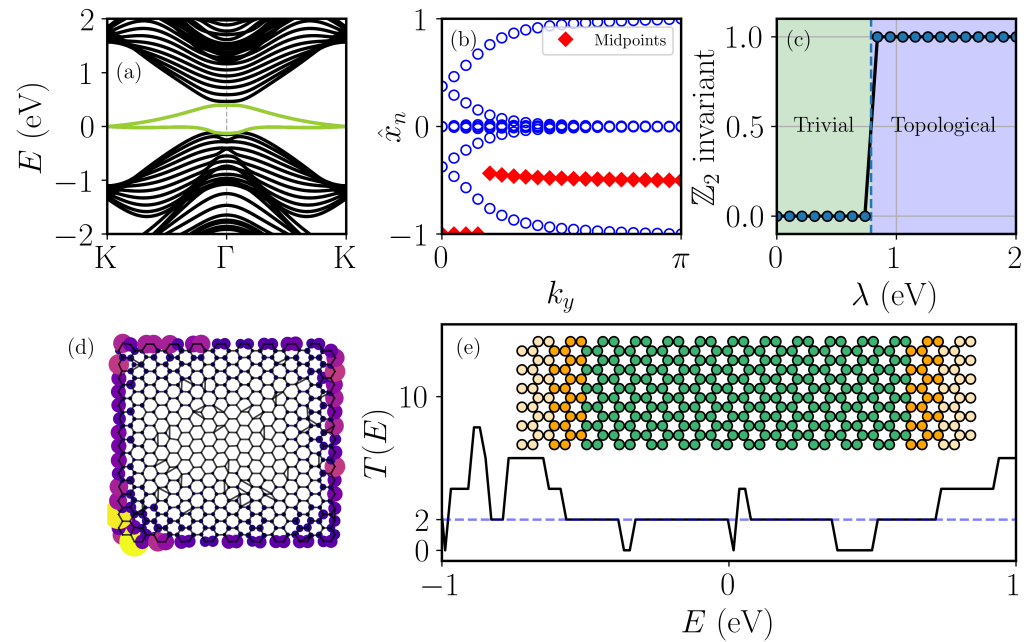 2
1
0
−1
−2
E (eV)
(a)
K
Γ
K
1
0
−1
x̂ₙ
(b)
Midpoints
0
π
k_y
1.0
0.5
0.0
ℤ₂ invariant
(c)
Trivial
Topological
0
1
2
λ (eV)
(d)
(e)
10
2
0
T(E)
−1
0
1
E (eV)